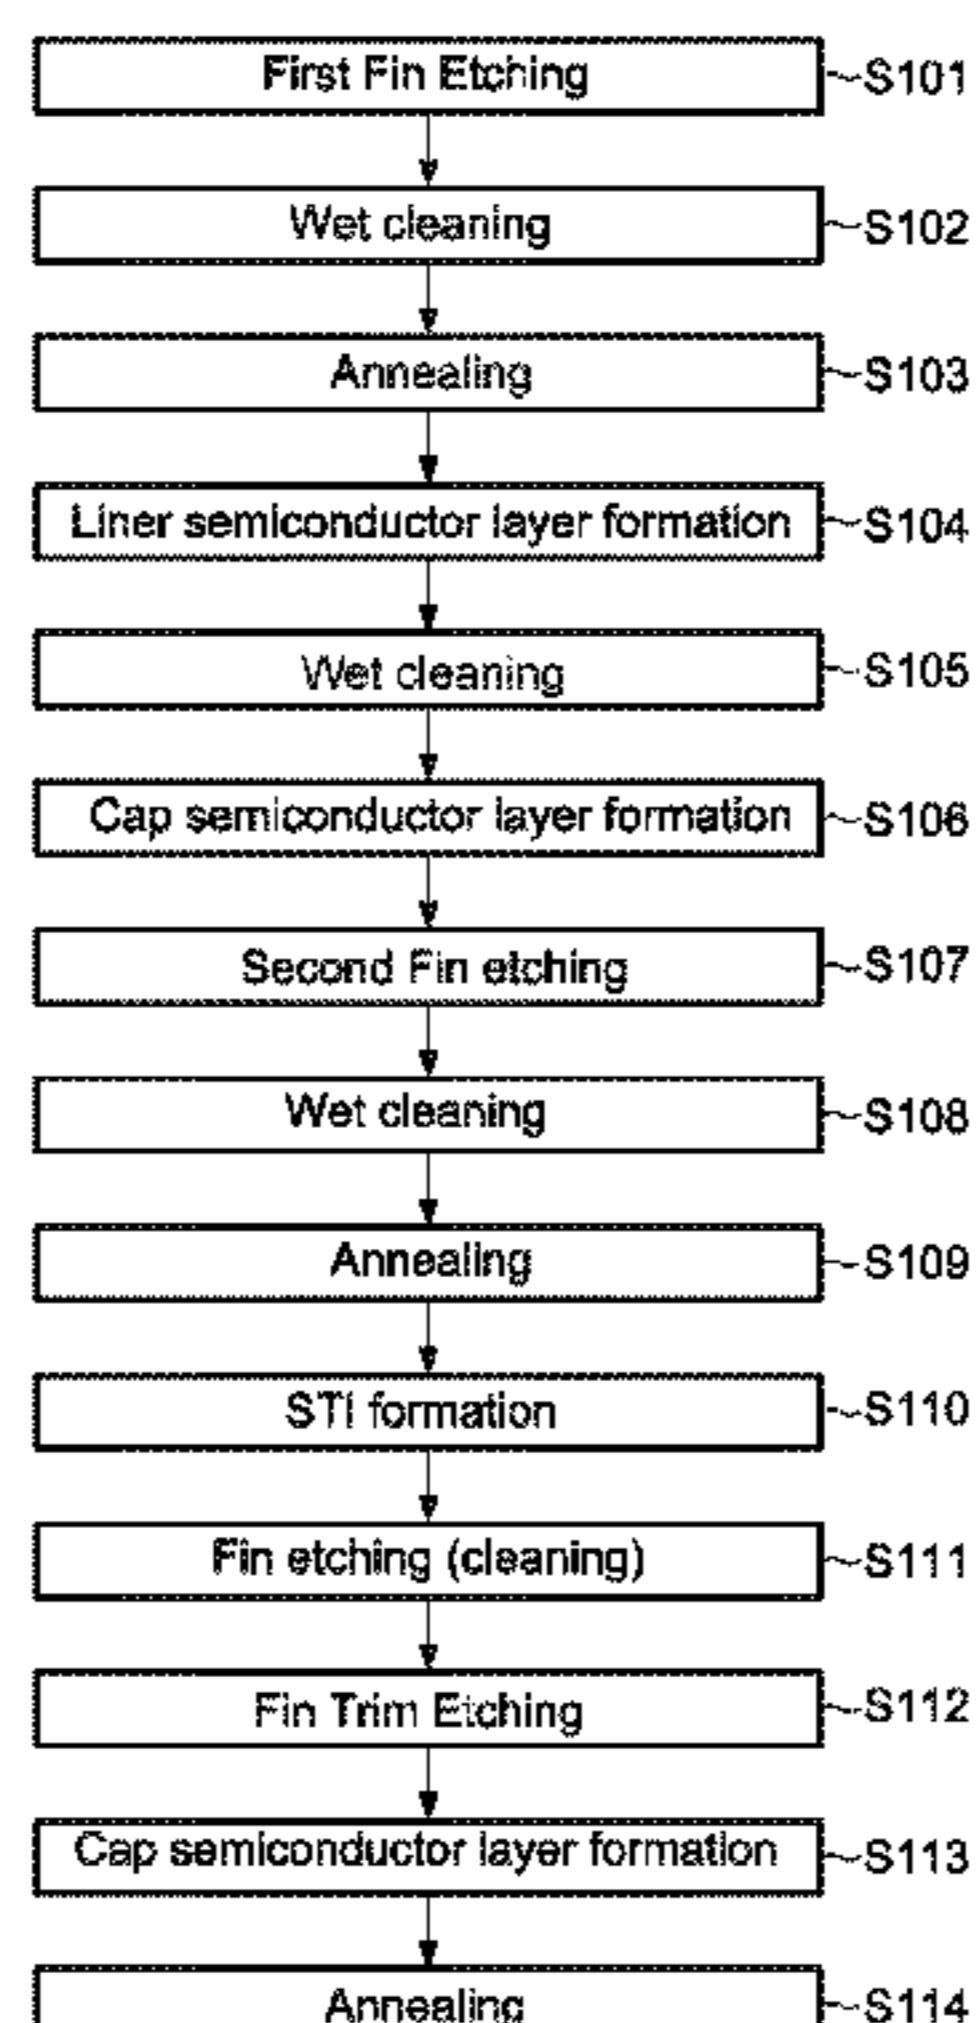 First Fin Etching ~S101
Wet cleaning ~S102
Annealing ~S103
Liner semiconductor layer formation ~S104
Wet cleaning ~S105
Cap semiconductor layer formation ~S106
Second Fin etching ~S107
Wet cleaning ~S108
Annealing ~S109
STI formation ~S110
Fin etching (cleaning) ~S111
Fin Trim Etching ~S112
Cap semiconductor layer formation ~S113
Annealing ~S114